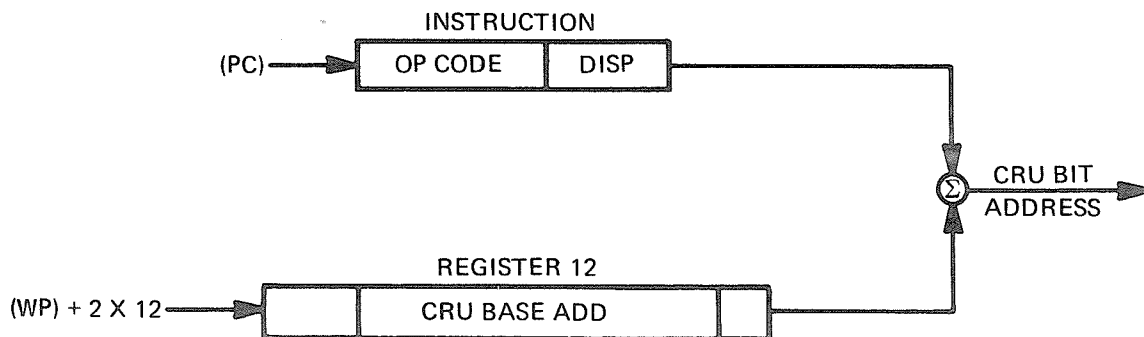 INSTRUCTION
(PC)
OP CODE
DISP
Σ
CRU BIT
ADDRESS
REGISTER 12
(WP) + 2 X 12
CRU BASE ADD